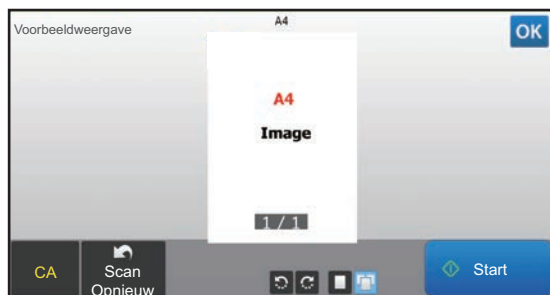 Voorbeeldweergave
A4
OK
A4
Image
1 / 1
CA
Scan
Opnieuw
Start